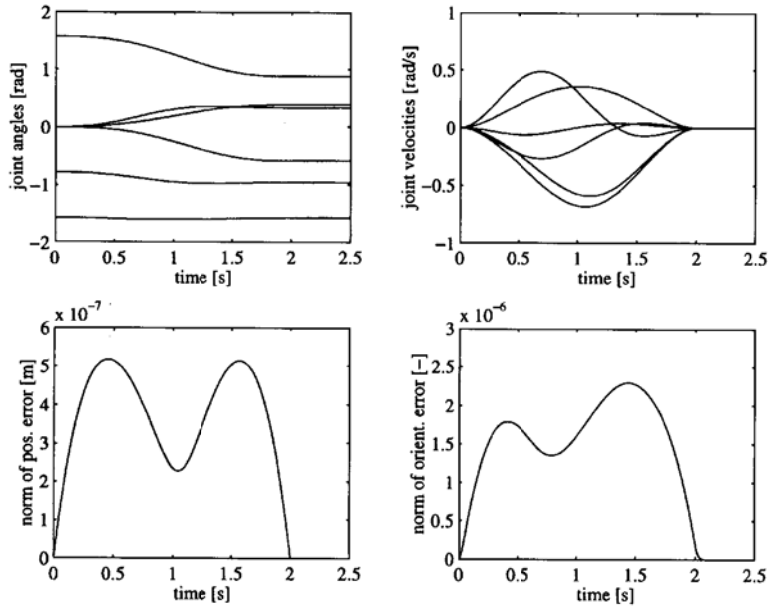 2
1
0
−1
−2
joint angles [rad]
0 0.5 1 1.5 2 2.5
time [s]
1
0.5
0
−0.5
−1
joint velocities [rad/s]
0 0.5 1 1.5 2 2.5
time [s]
x 10⁻⁷
6
5
4
3
2
1
0
norm of pos. error [m]
0 0.5 1 1.5 2 2.5
time [s]
x 10⁻⁶
3
2.5
2
1.5
1
0.5
0
norm of orient. error [−]
0 0.5 1 1.5 2 2.5
time [s]